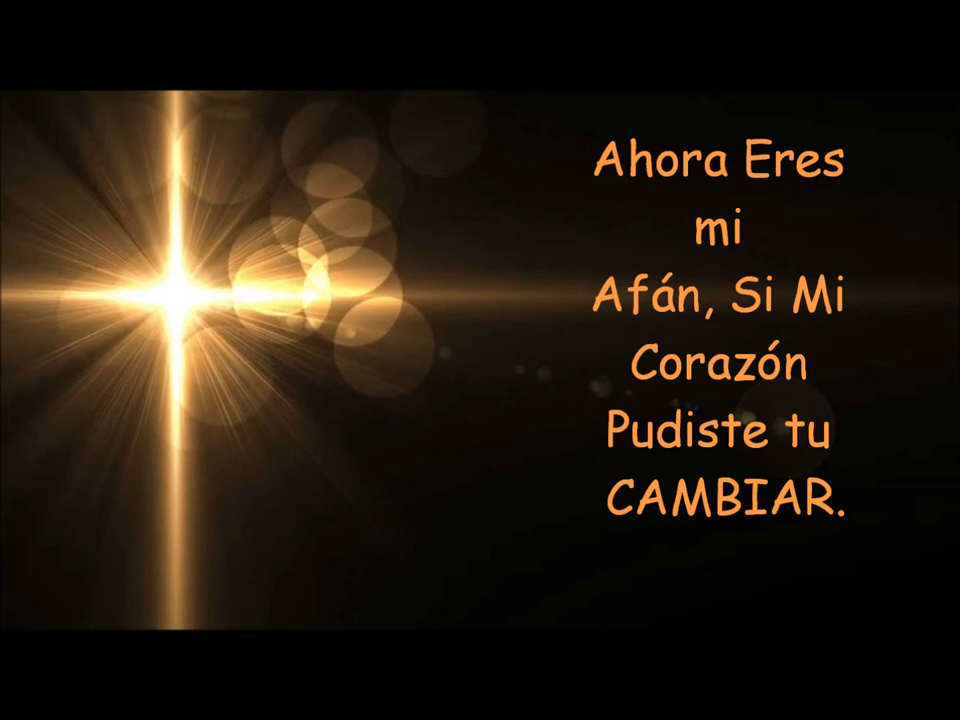 Ahora Eres
mi
Afán, Si Mi
Corazón
Pudiste tu
CAMBIAR.